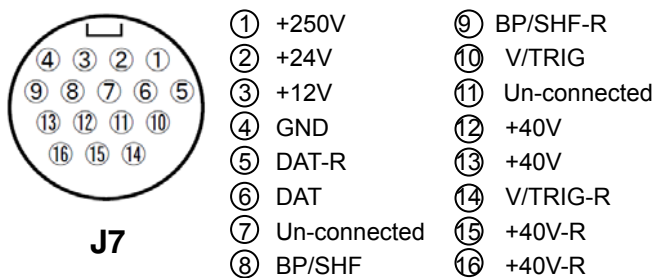 ④ ③ ② ①
⑨ ⑧ ⑦ ⑥ ⑤
⑬ ⑫ ⑪ ⑩
⑯ ⑮ ⑭
J7
① +250V
② +24V
③ +12V
④ GND
⑤ DAT-R
⑥ DAT
⑦ Un-connected
⑧ BP/SHF
⑨ BP/SHF-R
⑩ V/TRIG
⑪ Un-connected
⑫ +40V
⑬ +40V
⑭ V/TRIG-R
⑮ +40V-R
⑯ +40V-R